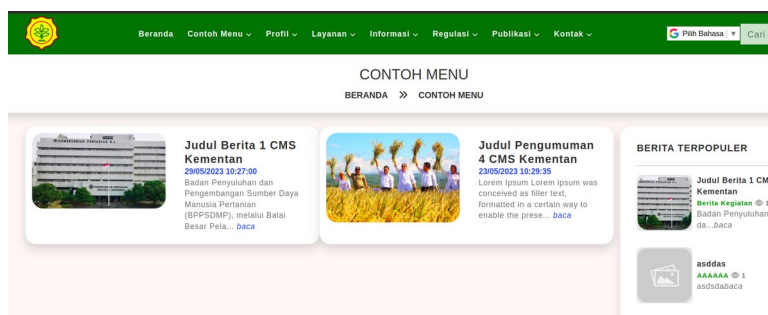 Beranda Contoh Menu Profil Layanan Informasi Regulasi Publikasi Kontak
Pilih Bahasa
Cari
CONTOH MENU
BERANDA CONTOH MENU
Judul Berita 1 CMS
Kementan
29/05/2023 10:27:00
Badan Penyuluhan dan
Pengembangan Sumber Daya
Manusia Pertanian
(BPPSDMP), melalui Balai
Besar Pela... baca
Judul Pengumuman
4 CMS Kementan
23/05/2023 10:29:35
Lorem Ipsum Lorem ipsum was
conceived as filler text,
formatted in a certain way to
enable the prese... baca
BERITA TERPOPULER
Judul Berita 1 CM
Kementan
Berita Kegiatan 1
Badan Penyuluhan
da...baca
asddas
AAAAAA 1
asdsdabaca